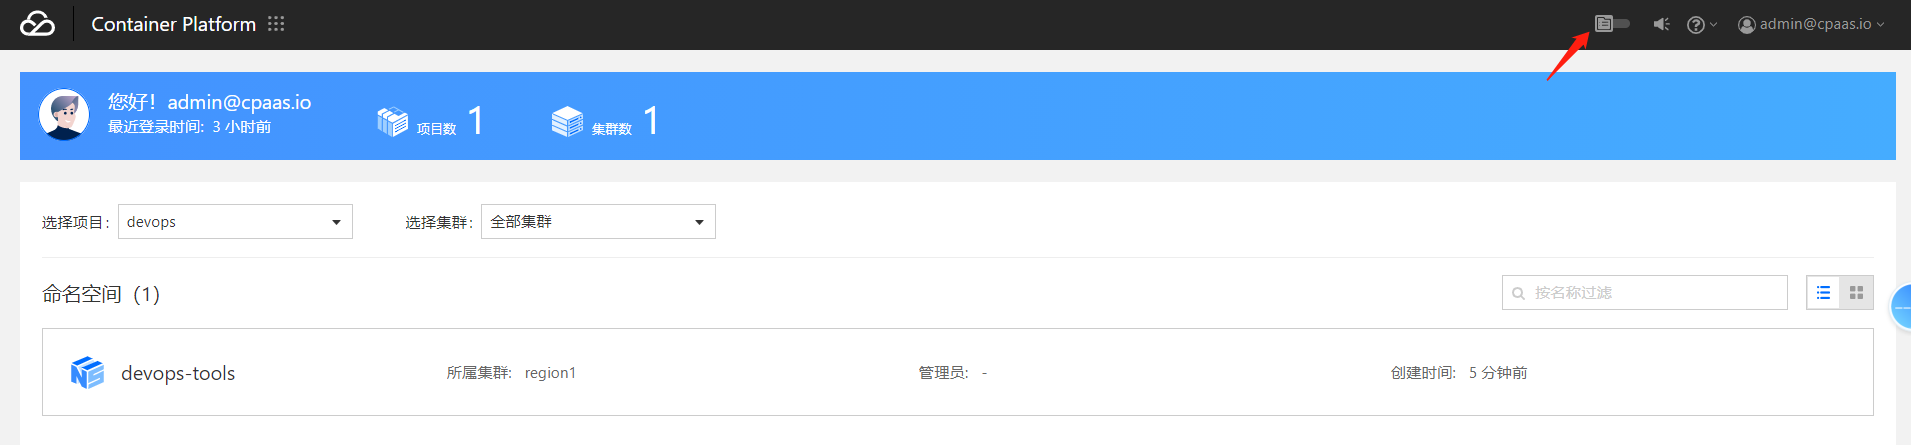 Container Platform
admin@cpaas.io
您好！admin@cpaas.io
最近登录时间：3 小时前
项目数 1
集群数 1
选择项目： devops
选择集群： 全部集群
命名空间（1）
按名称过滤
devops-tools
所属集群： region1
管理员： -
创建时间： 5 分钟前